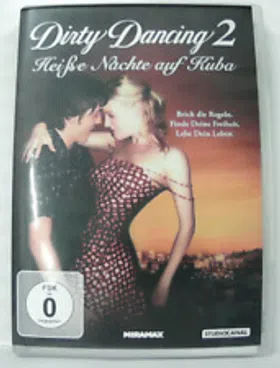 Dirty Dancing 2
Heiße Nächte auf Kuba
Brich die Regeln.
Finde Deine Freiheit.
Lebe Dein Leben.
FSK
0
MIRAMAX
STUDIOCANAL